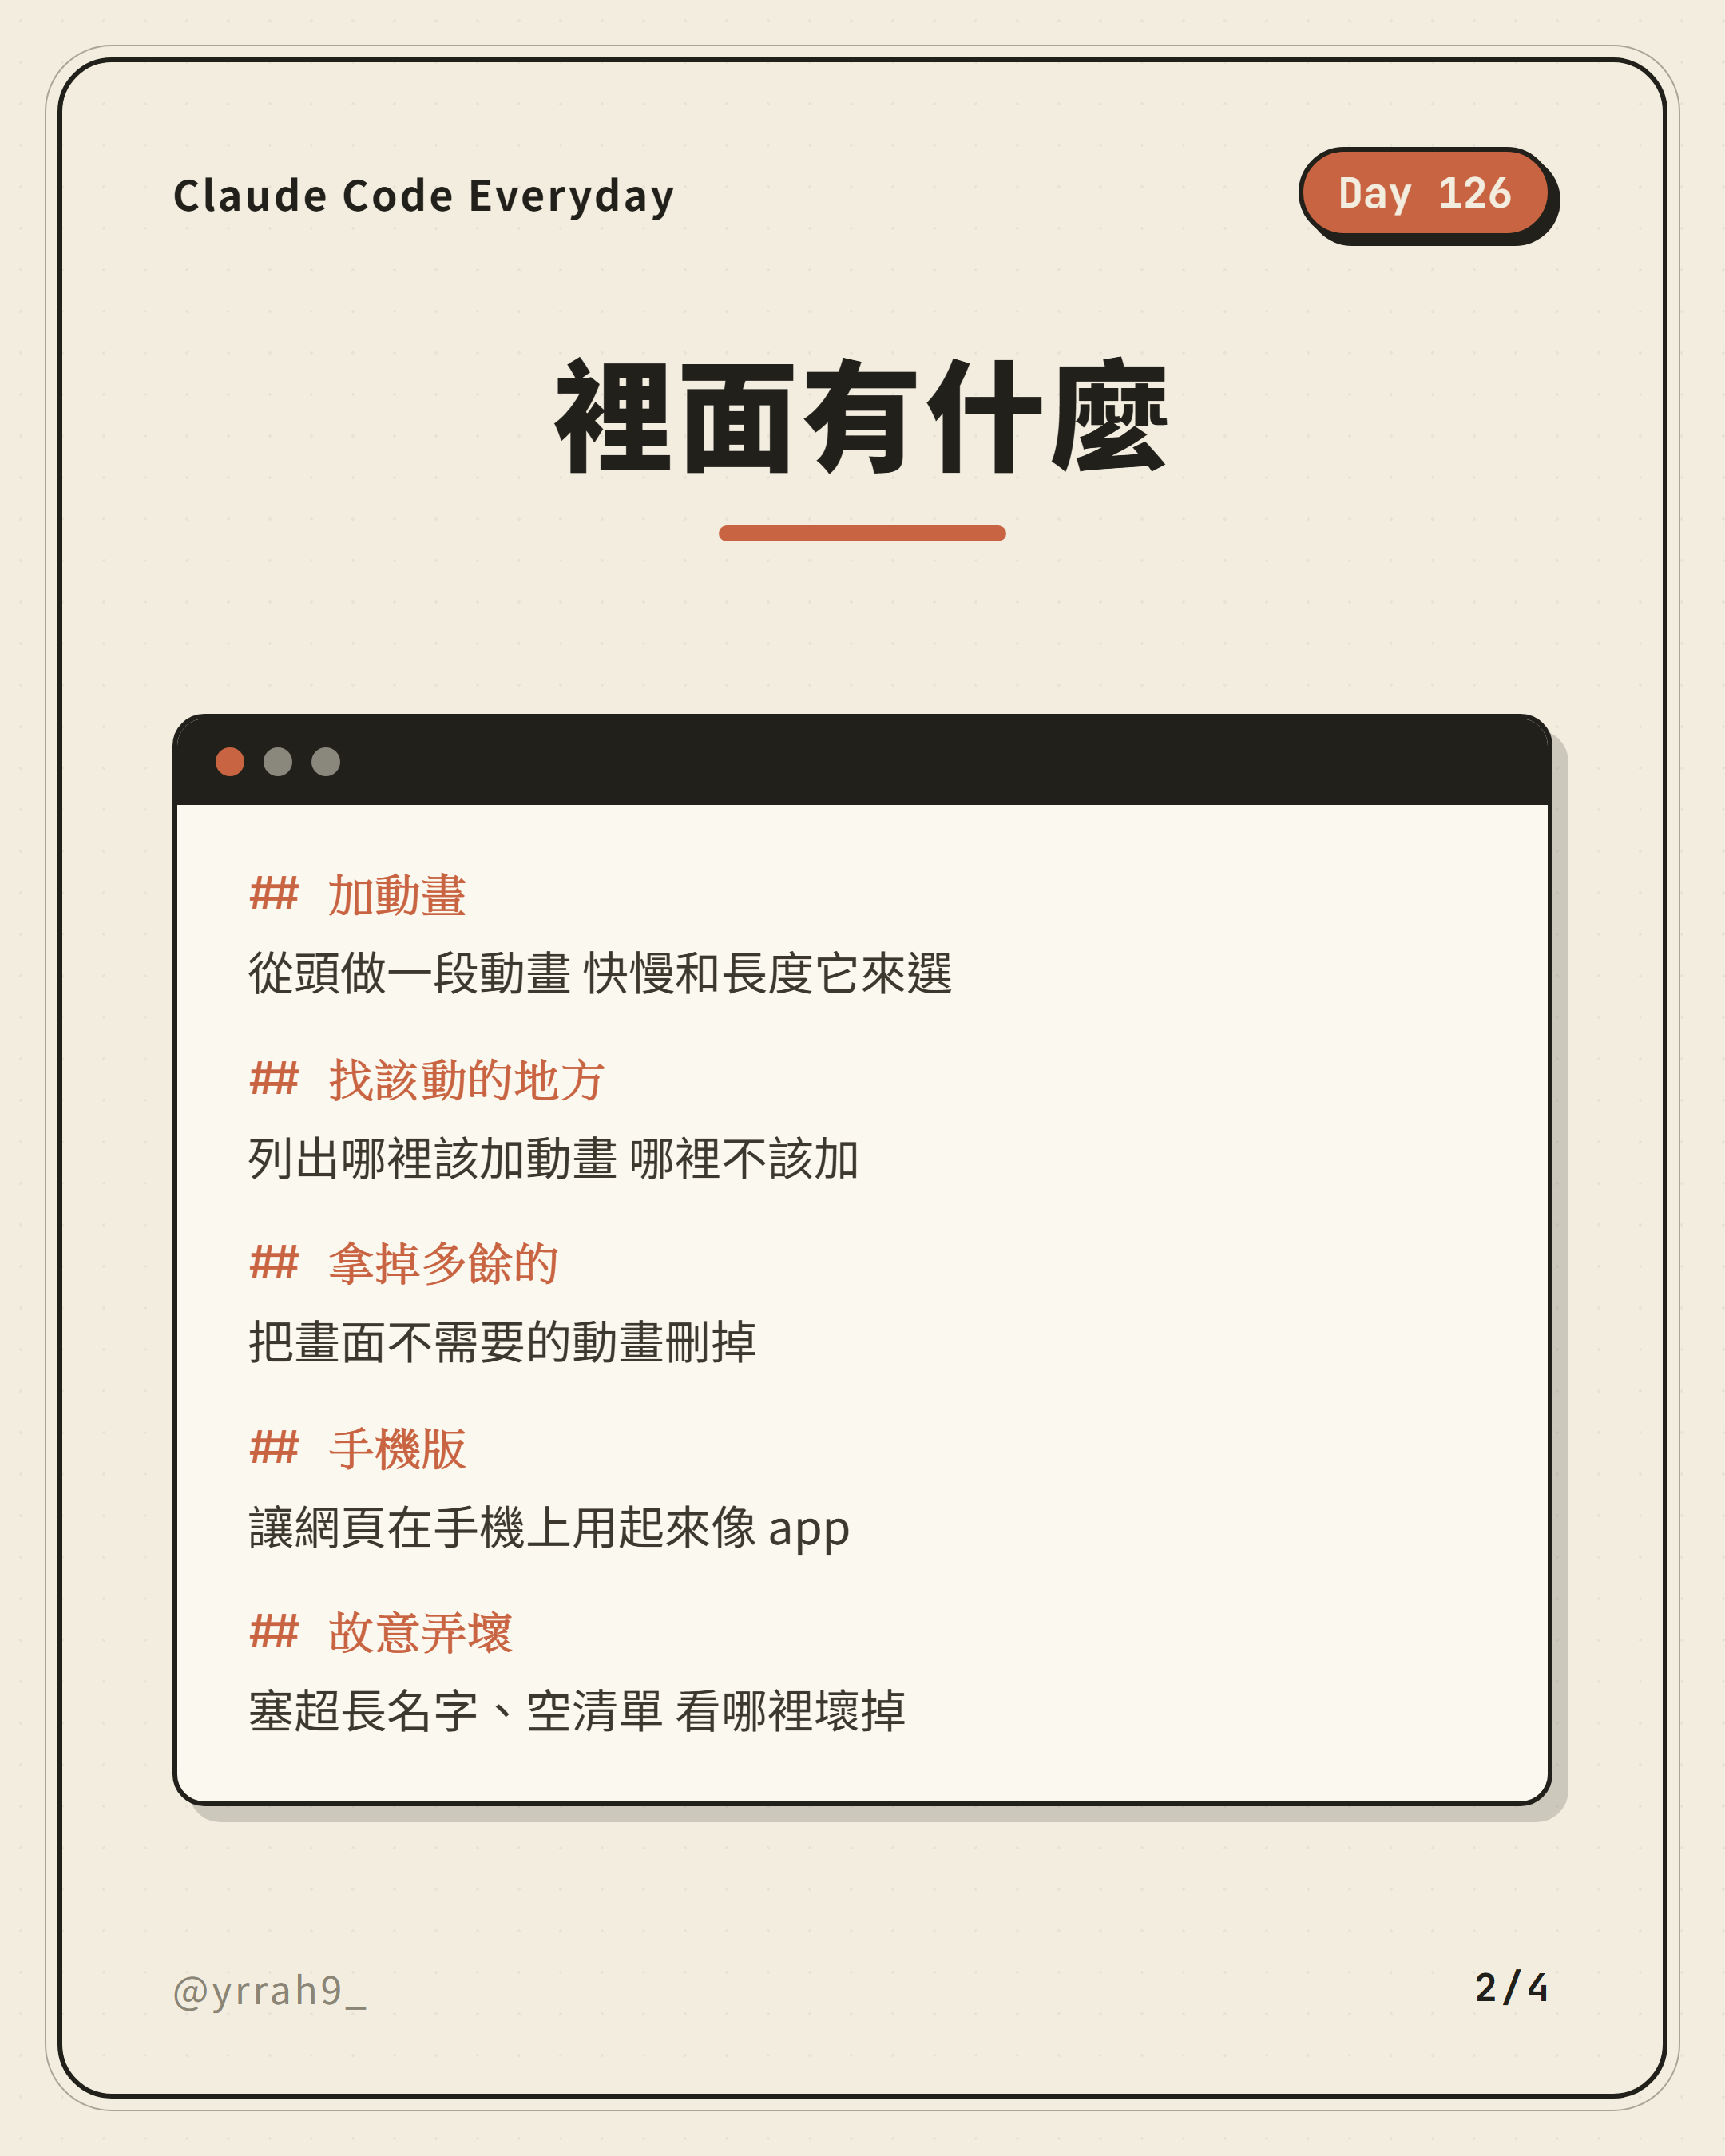 Claude Code Everyday
Day 126
裡面有什麼
## 加動畫
從頭做一段動畫 快慢和長度它來選
## 找該動的地方
列出哪裡該加動畫 哪裡不該加
## 拿掉多餘的
把畫面不需要的動畫刪掉
## 手機版
讓網頁在手機上用起來像 app
## 故意弄壞
塞超長名字、空清單 看哪裡壞掉
@yrrah9_
2/4